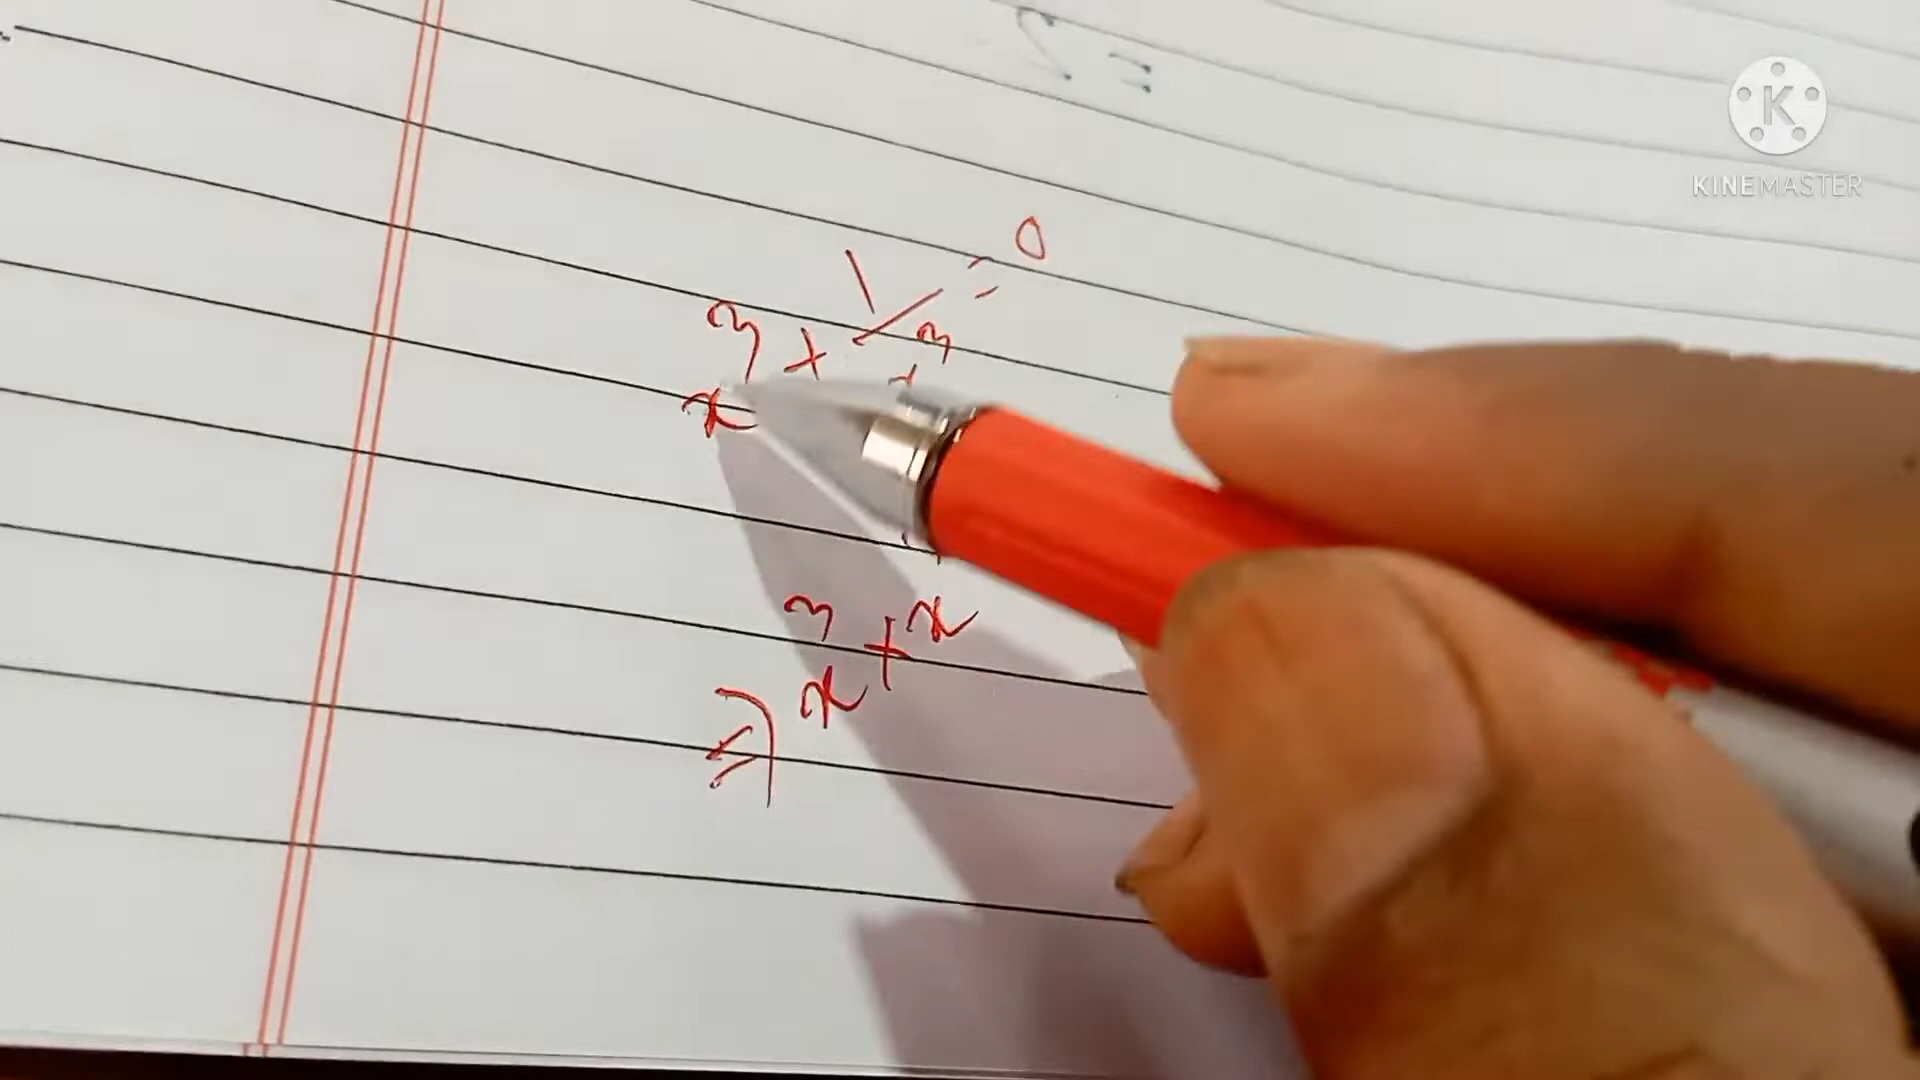 x³ + 1/x³ = 0
⇒) x³ + x
KINEMASTER